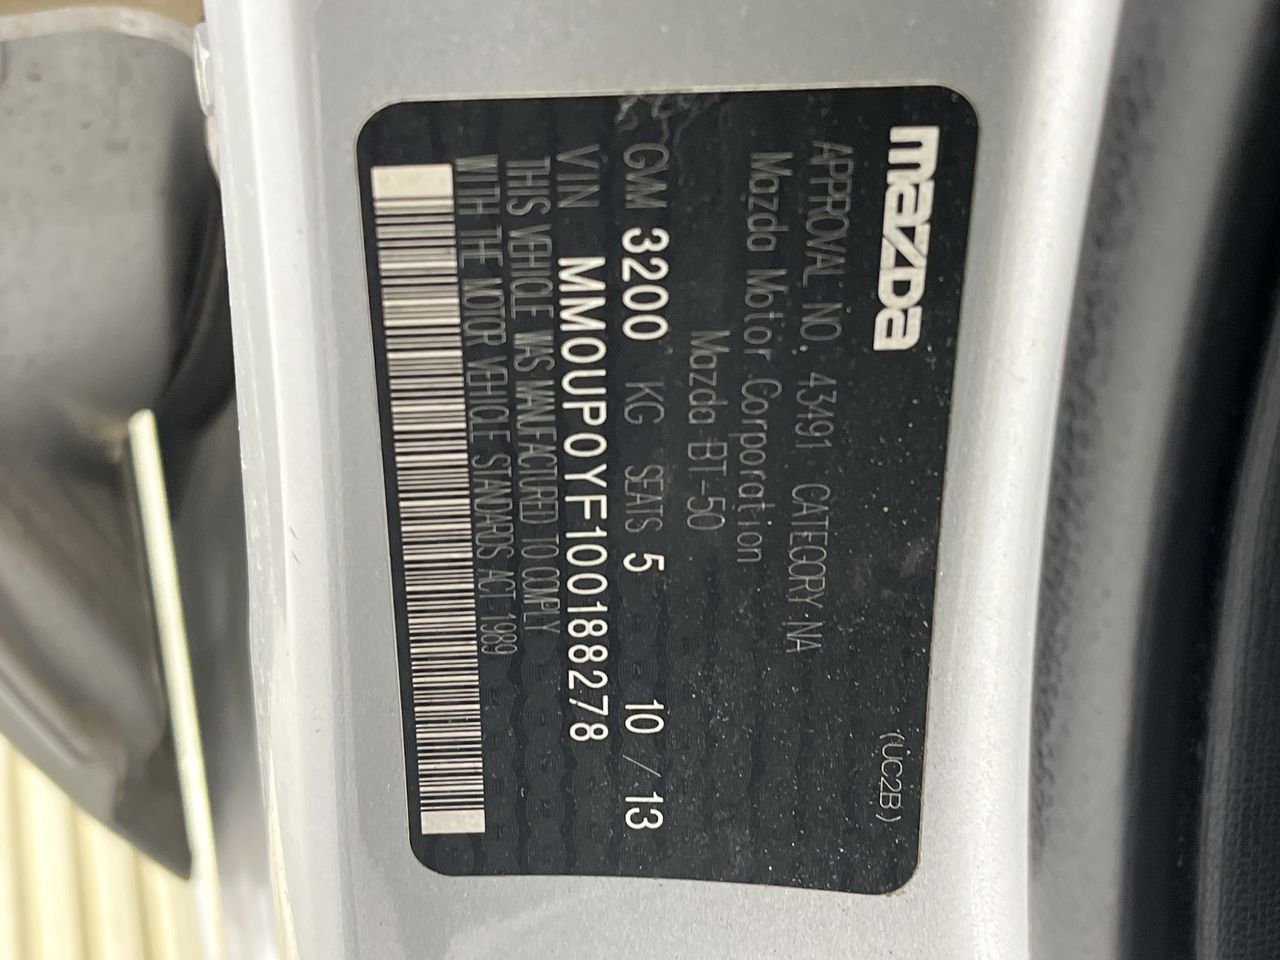 mazda
(UC2B)
APPROVAL NO. 43491 CATEGORY NA
Mazda Motor Corporation
Mazda BT-50
GVM 3200 KG SEATS 5 10 / 13
VIN MM0UP0YF100188278
THIS VEHICLE WAS MANUFACTURED TO COMPLY
WITH THE MOTOR VEHICLE STANDARDS ACT 1989